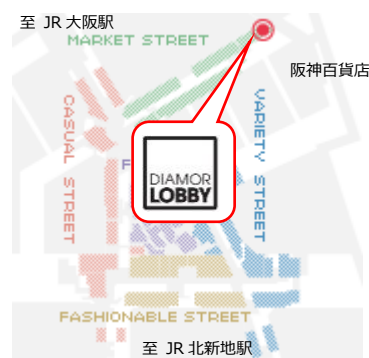 至 JR 大阪駅
MARKET STREET
阪神百貨店
CASUAL STREET
VARIETY STREET
F
DIAMOR
LOBBY
FASHIONABLE STREET
至 JR 北新地駅